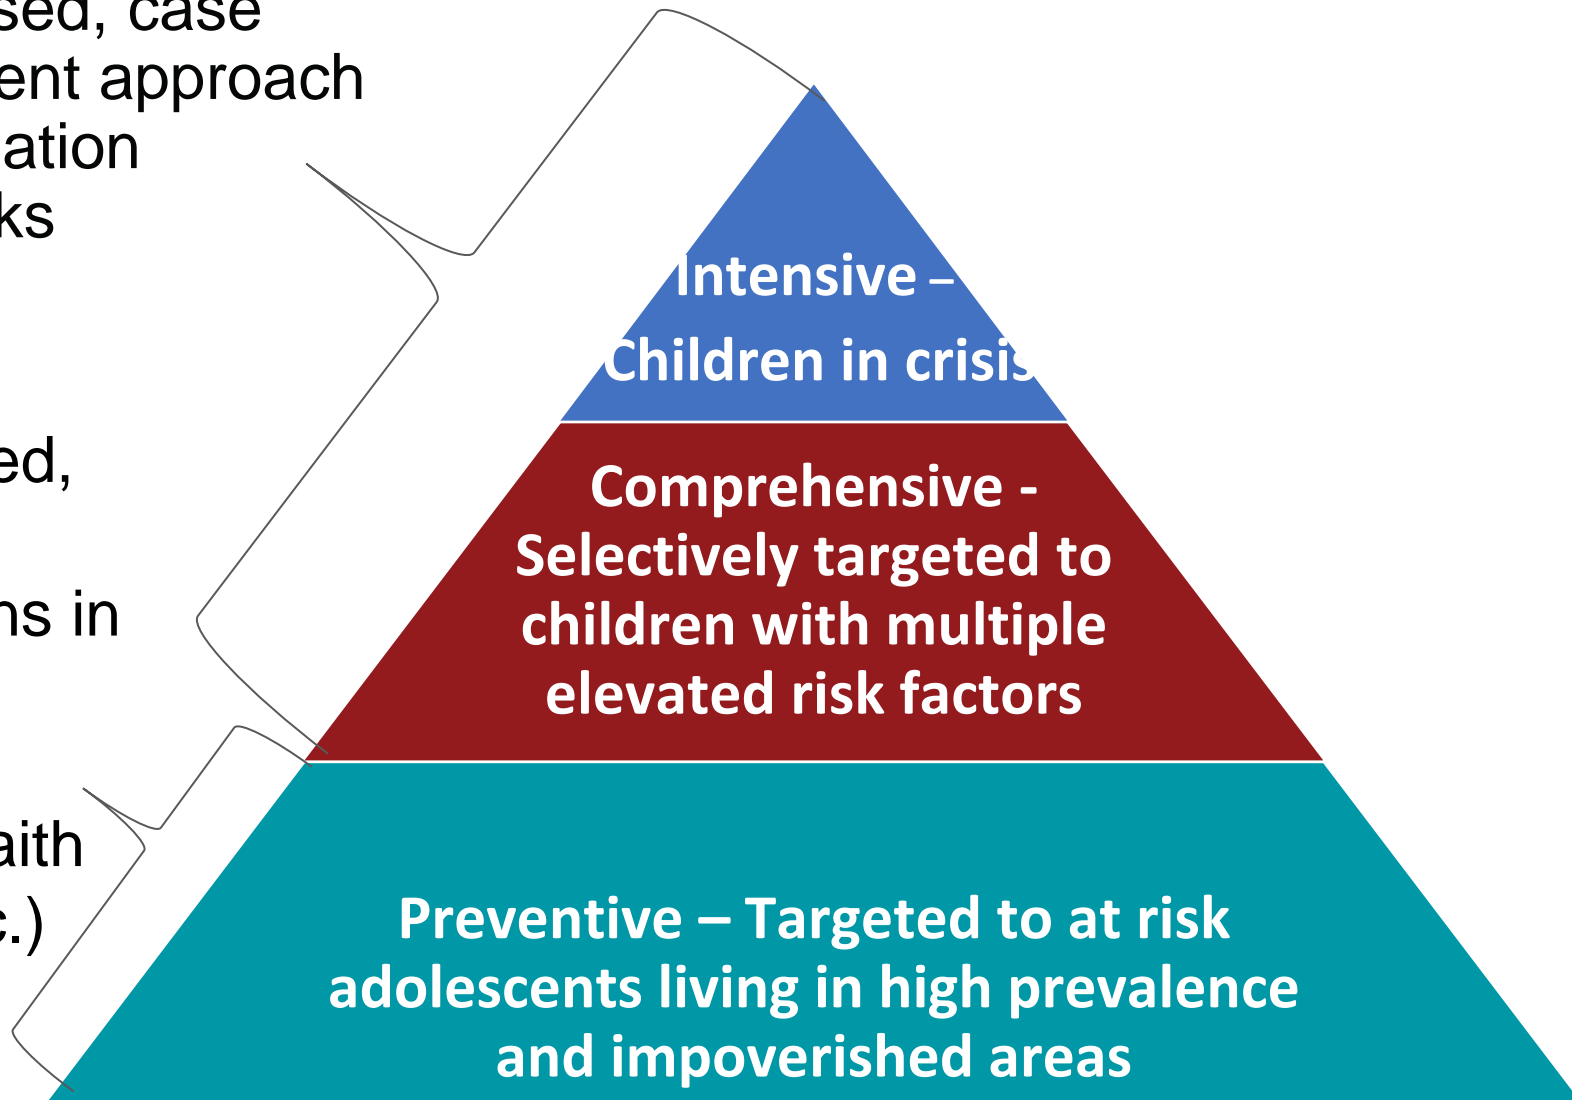 sed, case
ent approach
ation
ks
ed,
ns in
aith
c.)
Intensive –
Children in crisis
Comprehensive -
Selectively targeted to
children with multiple
elevated risk factors
Preventive – Targeted to at risk
adolescents living in high prevalence
and impoverished areas